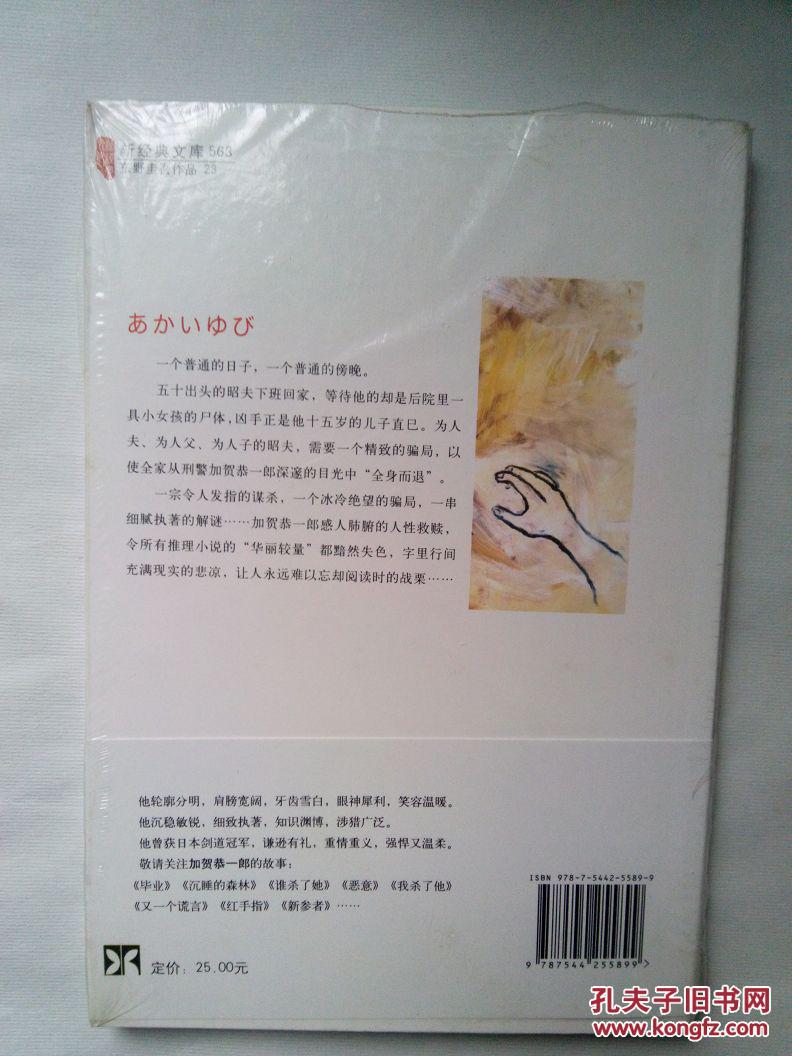 新经典文库 563
东野圭吾作品 23
あかいゆび
一个普通的日子，一个普通的傍晚。
五十出头的昭夫下班回家，等待他的却是后院里一
具小女孩的尸体，凶手正是他十五岁的儿子直巳。为人
夫、为人父、为人子的昭夫，需要一个精致的骗局，以
使全家从刑警加贺恭一郎深邃的目光中“全身而退”。
一宗令人发指的谋杀，一个冰冷绝望的骗局，一串
细腻执著的解谜……加贺恭一郎感人肺腑的人性救赎，
令所有推理小说的“华丽较量”都黯然失色，字里行间
充满现实的悲凉，让人永远难以忘却阅读时的战栗……
他轮廓分明，肩膀宽阔，牙齿雪白，眼神犀利，笑容温暖。
他沉稳敏锐，细致执著，知识渊博，涉猎广泛。
他曾获日本剑道冠军，谦逊有礼，重情重义，强悍又温柔。
敬请关注加贺恭一郎的故事：
《毕业》《沉睡的森林》《谁杀了她》《恶意》《我杀了他》
《又一个谎言》《红手指》《新参者》……
定价：25.00元
ISBN 978-7-5442-5589-9
9 787544 255899 >
孔夫子旧书网
www.kongfz.com